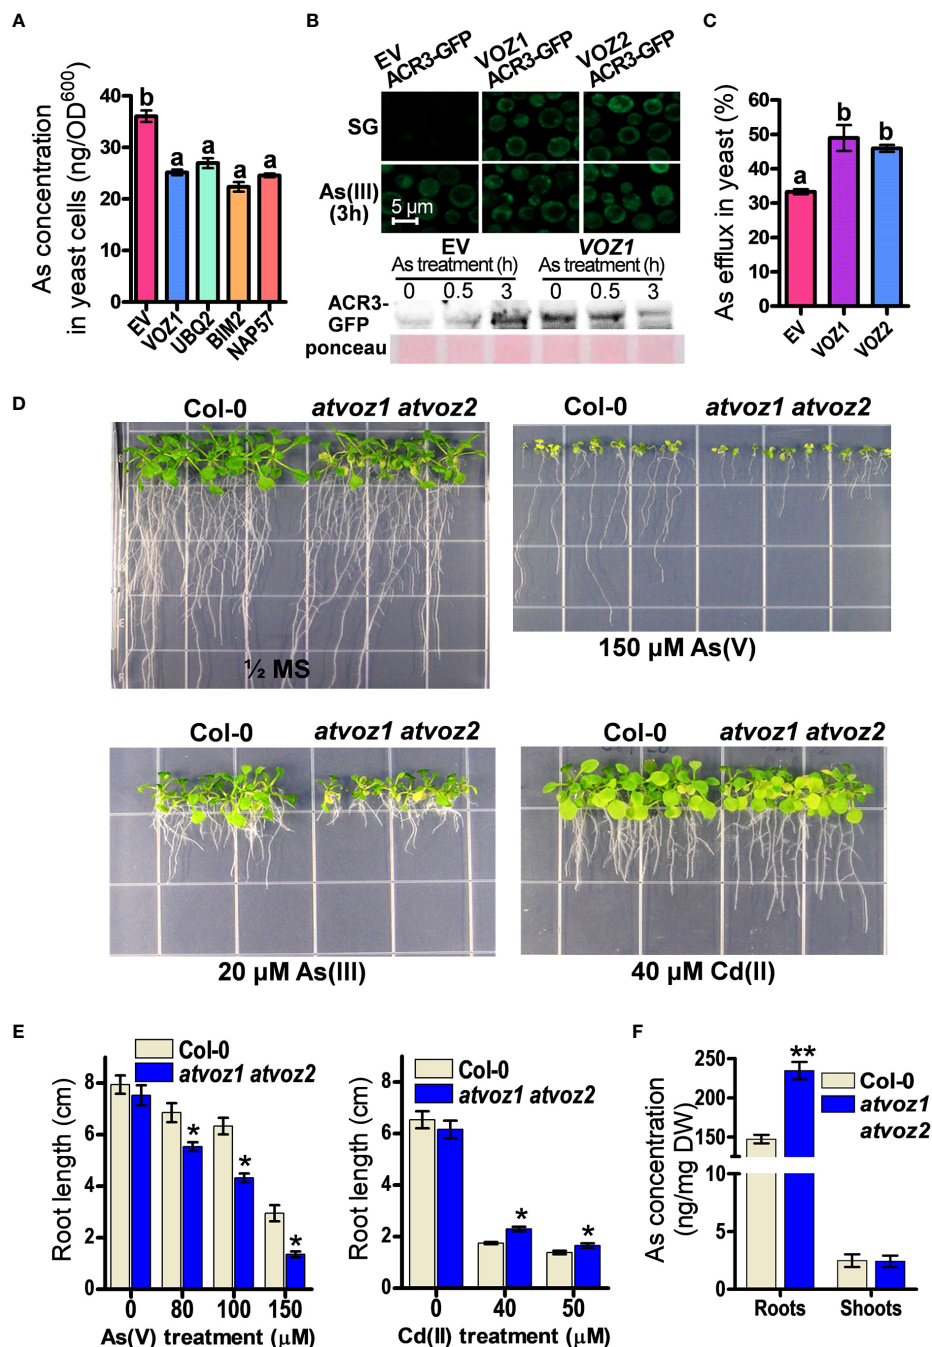 A
As concentration
in yeast cells (ng/OD600)
40
30
20
10
0
b
a
a
a
a
EV
VOZ1
UBQ2
BIM2
NAP57
B
EV
ACR3-GFP
VOZ1
ACR3-GFP
VOZ2
ACR3-GFP
SG
As(III)
(3h)
5 µm
EV
VOZ1
As treatment (h)
As treatment (h)
0 0.5 3 0 0.5 3
ACR3-
GFP
ponceau
C
As efflux in yeast (%)
60
50
40
30
20
10
0
a
b
b
EV
VOZ1
VOZ2
D
Col-0
atvoz1 atvoz2
½ MS
Col-0
atvoz1 atvoz2
150 µM As(V)
Col-0
atvoz1 atvoz2
20 µM As(III)
Col-0
atvoz1 atvoz2
40 µM Cd(II)
E
Col-0
atvoz1 atvoz2
Root length (cm)
8
6
4
2
0
*
*
*
0 80 100 150
As(V) treatment (µM)
Col-0
atvoz1 atvoz2
Root length (cm)
8
6
4
2
0
*
*
0 40 50
Cd(II) treatment (µM)
F
As concentration
(ng/mg DW)
250
200
150
10
5
0
**
Col-0
atvoz1
atvoz2
Roots
Shoots